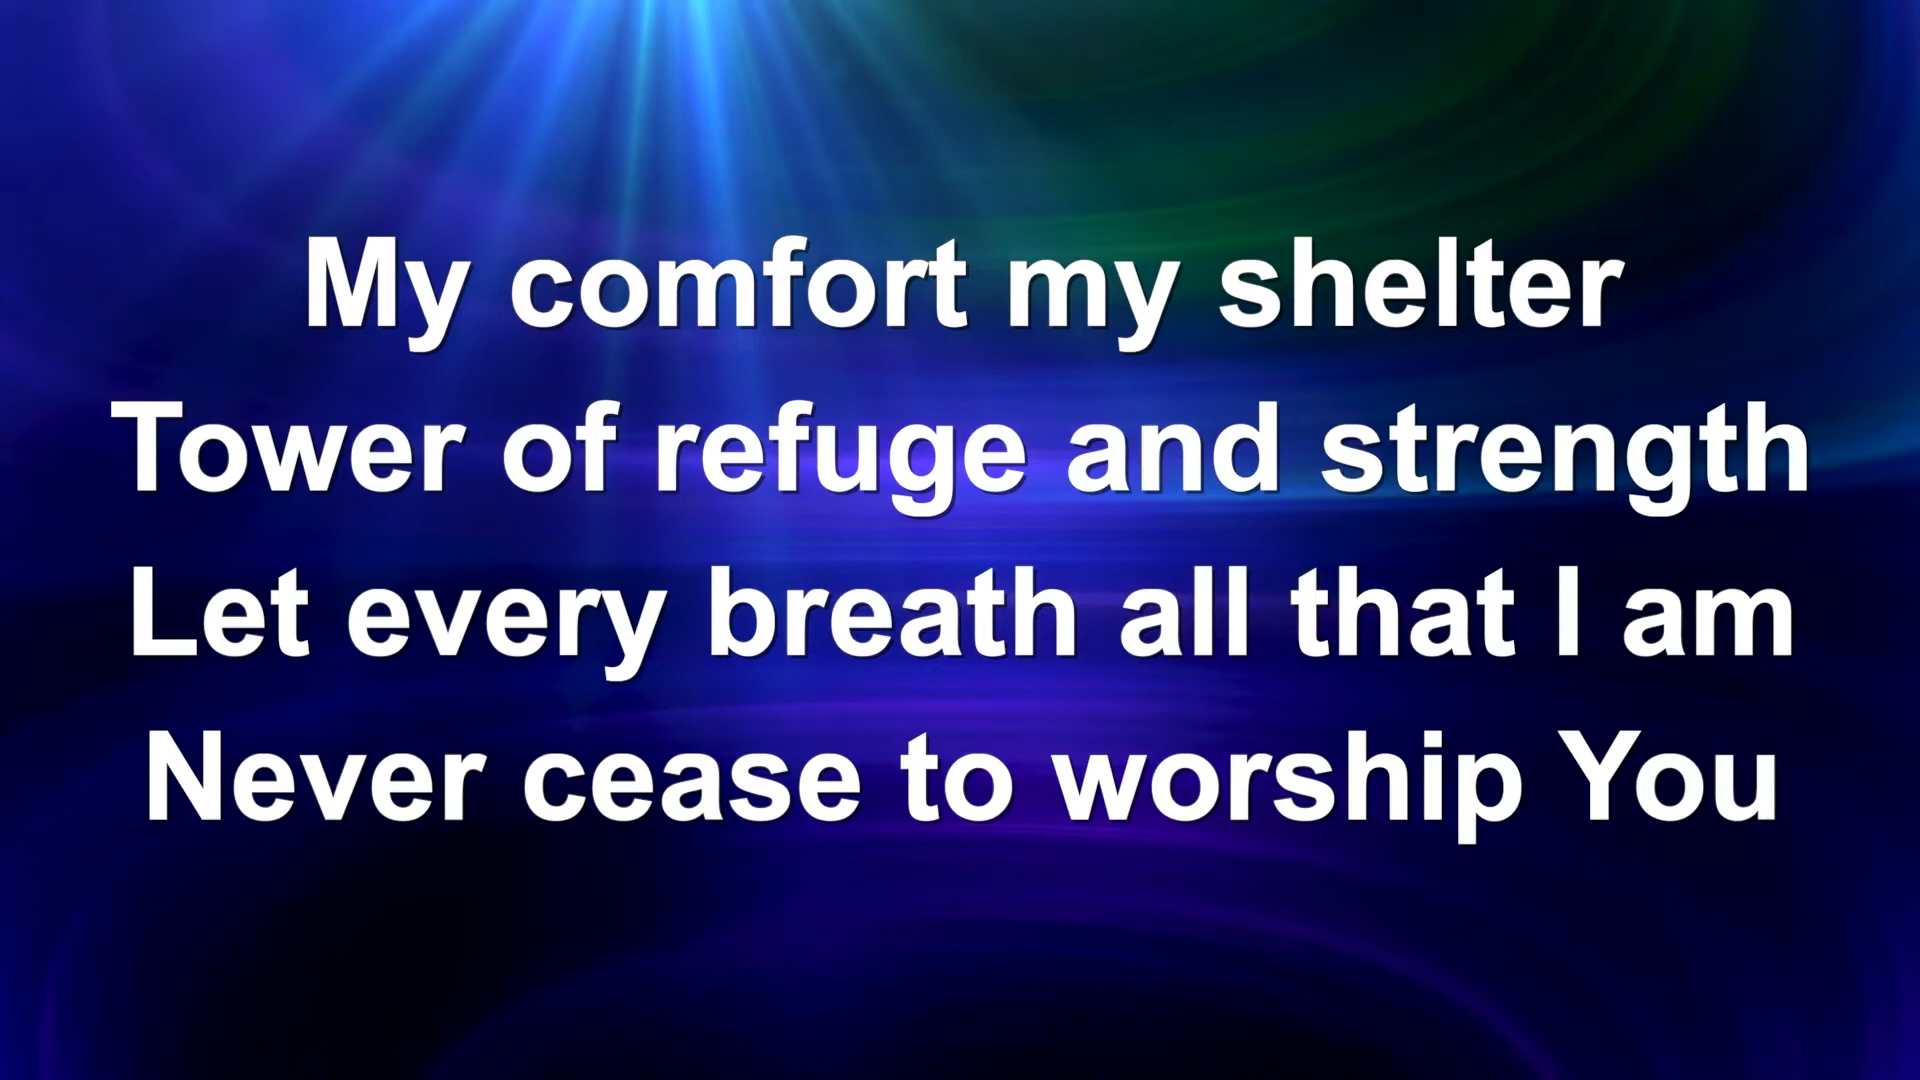 My comfort my shelter
Tower of refuge and strength
Let every breath all that I am
Never cease to worship You